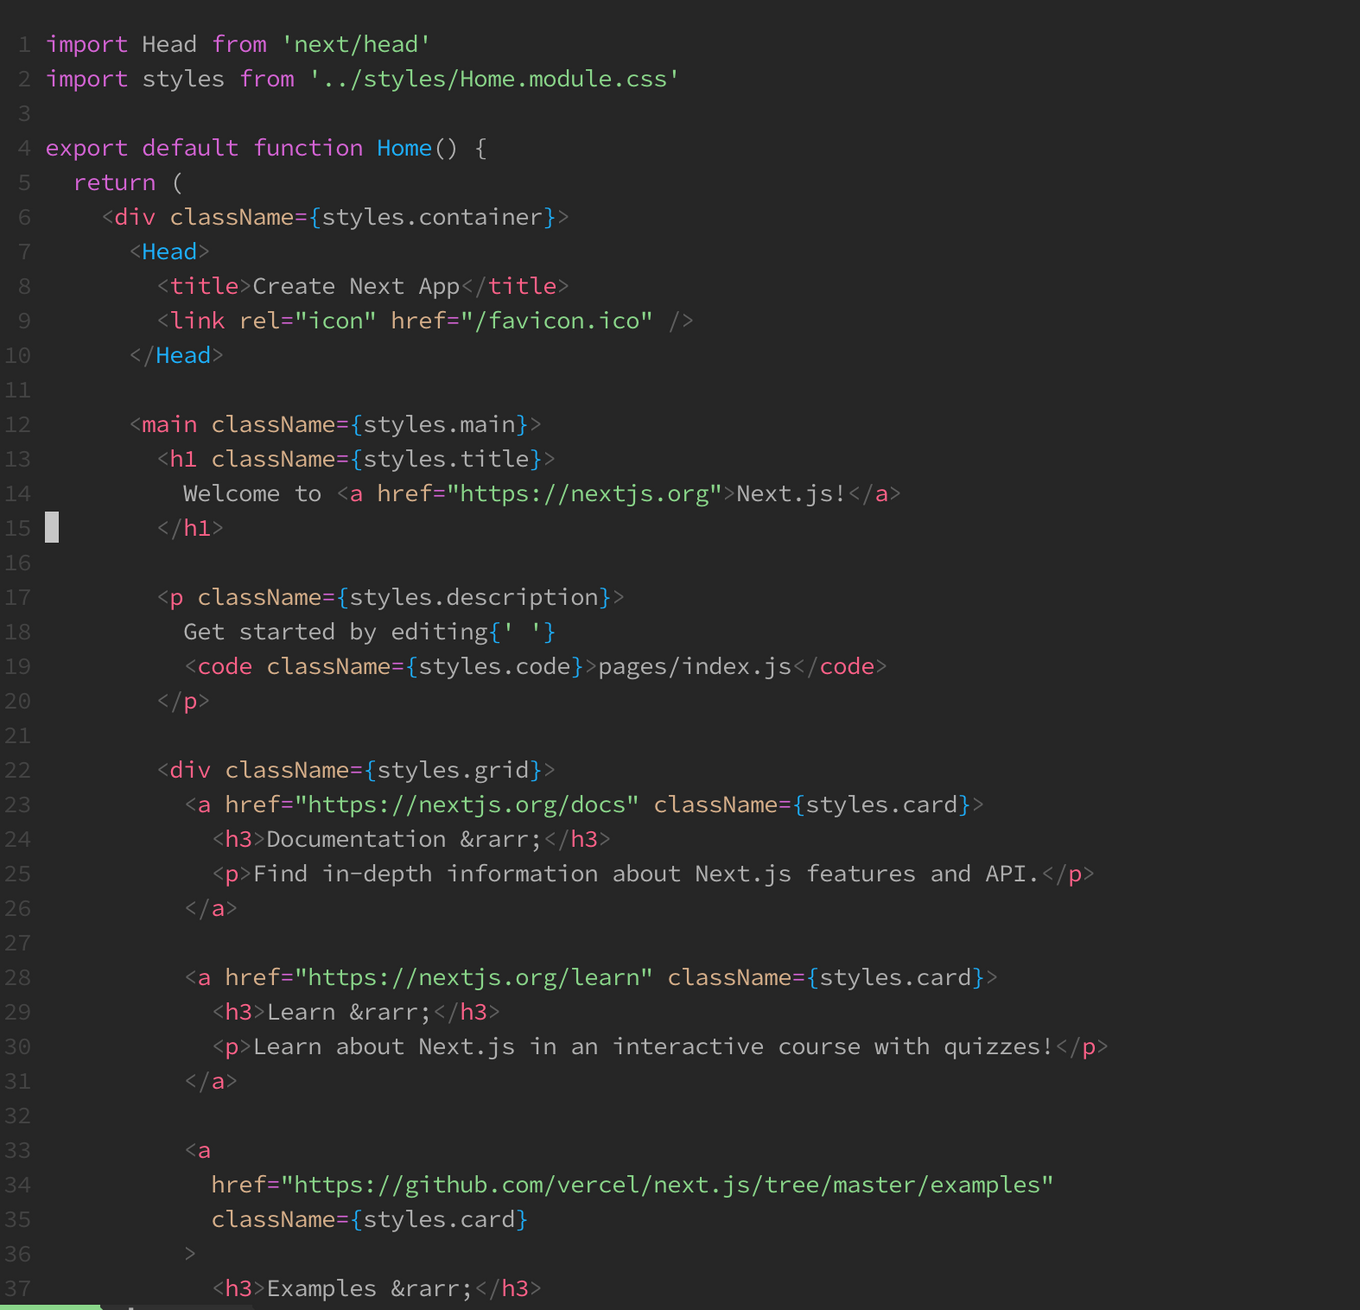 1 import Head from 'next/head'
2 import styles from '../styles/Home.module.css'
3
4 export default function Home() {
5   return (
6     <div className={styles.container}>
7       <Head>
8         <title>Create Next App</title>
9         <link rel="icon" href="/favicon.ico" />
10       </Head>
11
12       <main className={styles.main}>
13         <h1 className={styles.title}>
14           Welcome to <a href="https://nextjs.org">Next.js!</a>
15         </h1>
16
17         <p className={styles.description}>
18           Get started by editing{' '}
19           <code className={styles.code}>pages/index.js</code>
20         </p>
21
22         <div className={styles.grid}>
23           <a href="https://nextjs.org/docs" className={styles.card}>
24             <h3>Documentation &rarr;</h3>
25             <p>Find in-depth information about Next.js features and API.</p>
26           </a>
27
28           <a href="https://nextjs.org/learn" className={styles.card}>
29             <h3>Learn &rarr;</h3>
30             <p>Learn about Next.js in an interactive course with quizzes!</p>
31           </a>
32
33           <a
34             href="https://github.com/vercel/next.js/tree/master/examples"
35             className={styles.card}
36           >
37             <h3>Examples &rarr;</h3>